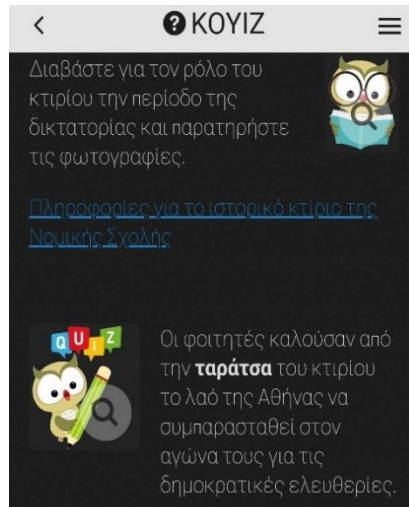 ΚΟΥΙΖ
Διαβάστε για τον ρόλο του
κτιρίου την περίοδο της
δικτατορίας και παρατηρήστε
τις φωτογραφίες.
Πληροφορίες για το ιστορικό κτίριο της
Νομικής Σχολής
QUIZ
Οι φοιτητές καλούσαν από
την ταράτσα του κτιρίου
το λαό της Αθήνας να
συμπαρασταθεί στον
αγώνα τους για τις
δημοκρατικές ελευθερίες.